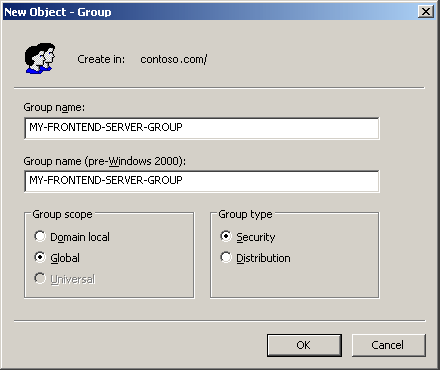 New Object - Group
Create in: contoso.com/
Group name:
MY-FRONTEND-SERVER-GROUP
Group name (pre-Windows 2000):
MY-FRONTEND-SERVER-GROUP
Group scope
Domain local
Global
Universal
Group type
Security
Distribution
OK
Cancel